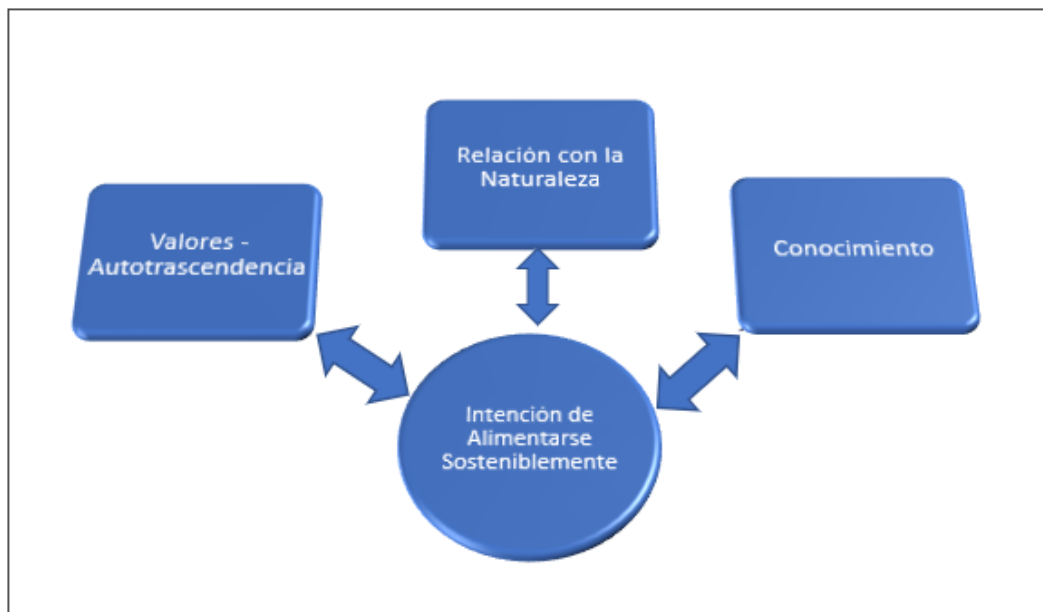 Relación con la
Naturaleza
Valores -
Autotrascendencia
Conocimiento
Intención de
Alimentarse
Sosteniblemente